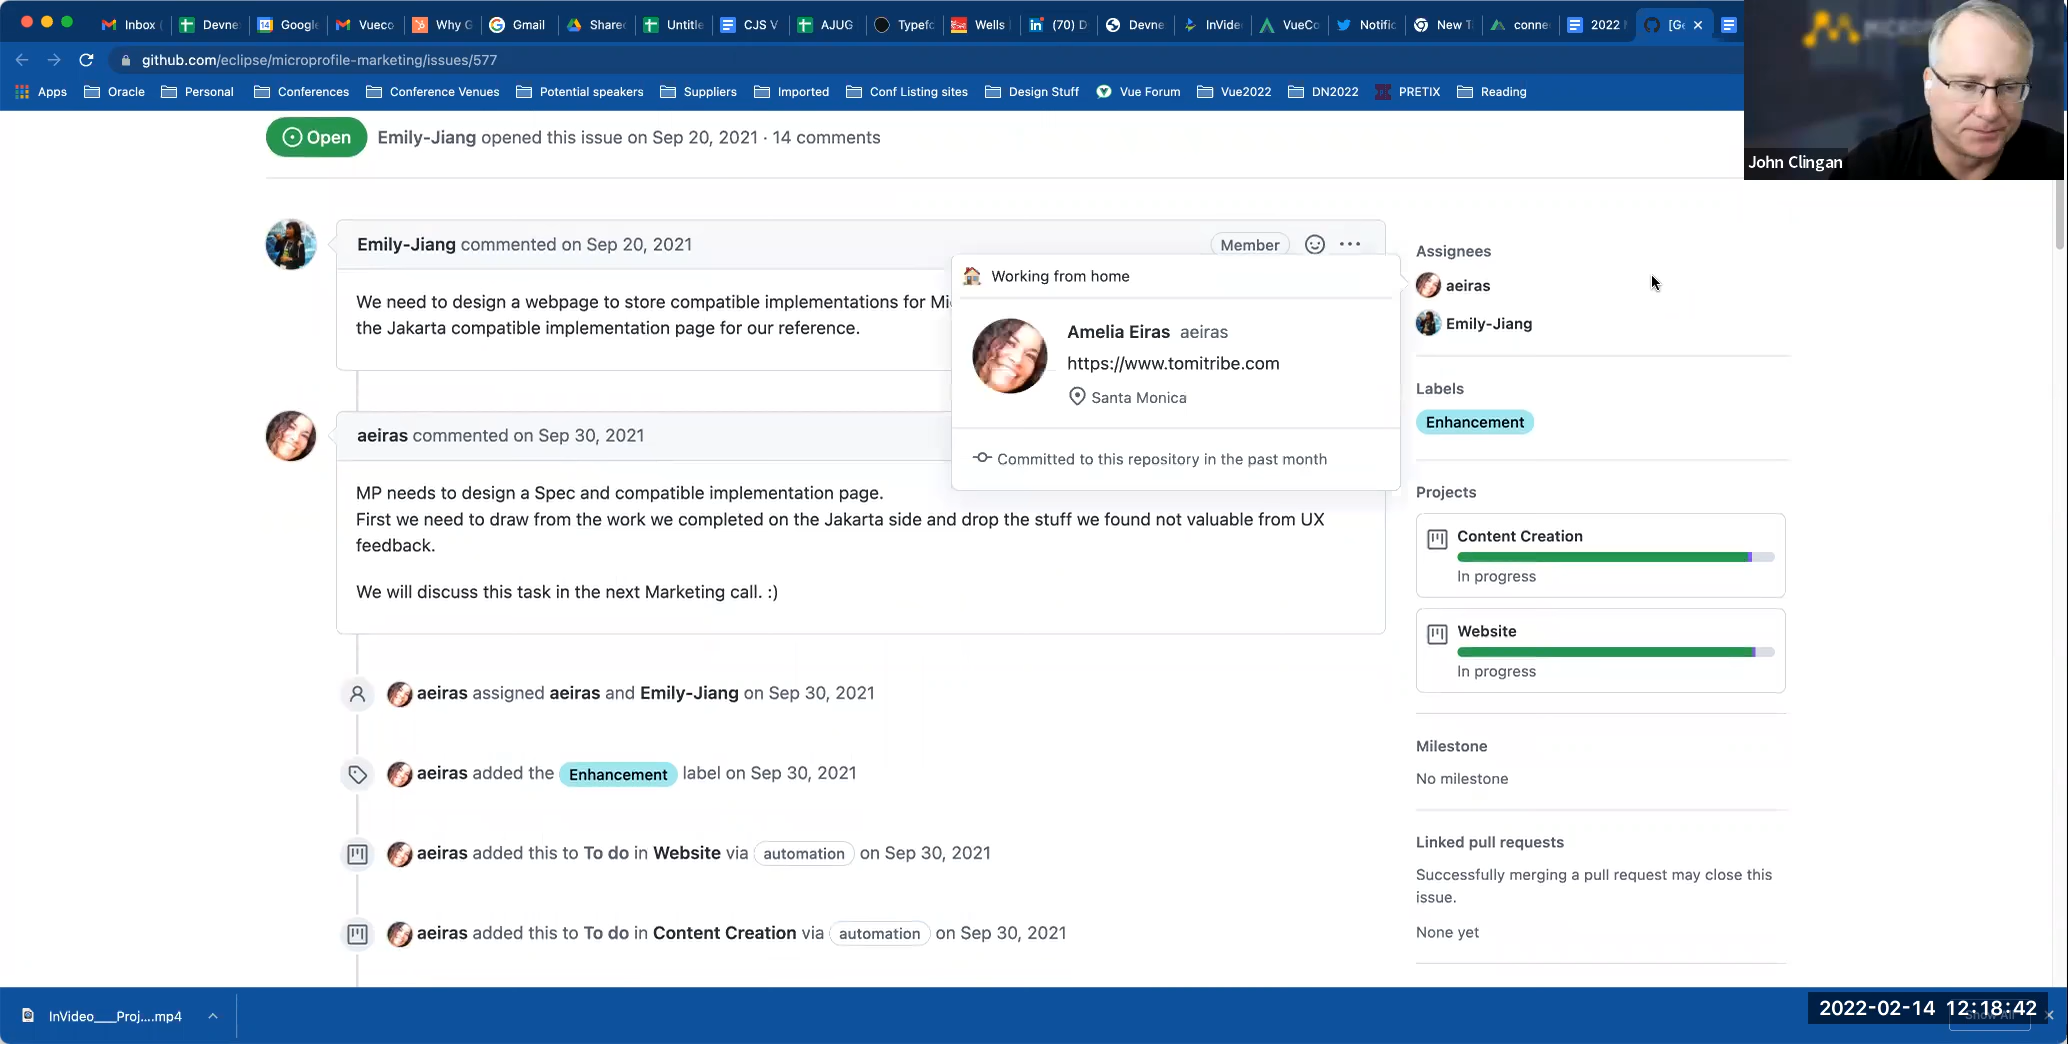 Inbox
Devne
Google
Vueco
Why G
Gmail
Share
Untitle
CJS V
AJUG
Typefo
Wells
(70) D
Devne
InVide
VueCo
Notific
New T
conne
2022
[Ge
github.com/eclipse/microprofile-marketing/issues/577
Apps
Oracle
Personal
Conferences
Conference Venues
Potential speakers
Suppliers
Imported
Conf Listing sites
Design Stuff
Vue Forum
Vue2022
DN2022
PRETIX
Reading
John Clingan
Open
Emily-Jiang opened this issue on Sep 20, 2021 · 14 comments
Emily-Jiang commented on Sep 20, 2021
Member
We need to design a webpage to store compatible implementations for Mi
the Jakarta compatible implementation page for our reference.
Working from home
Amelia Eiras aeiras
https://www.tomitribe.com
Santa Monica
Committed to this repository in the past month
aeiras commented on Sep 30, 2021
MP needs to design a Spec and compatible implementation page.
First we need to draw from the work we completed on the Jakarta side and drop the stuff we found not valuable from UX
feedback.
We will discuss this task in the next Marketing call. :)
aeiras assigned aeiras and Emily-Jiang on Sep 30, 2021
aeiras added the Enhancement label on Sep 30, 2021
aeiras added this to To do in Website via automation on Sep 30, 2021
aeiras added this to To do in Content Creation via automation on Sep 30, 2021
Assignees
aeiras
Emily-Jiang
Labels
Enhancement
Projects
Content Creation
In progress
Website
In progress
Milestone
No milestone
Linked pull requests
Successfully merging a pull request may close this
issue.
None yet
InVideo___Proj....mp4
2022-02-14 12:18:42
Show All